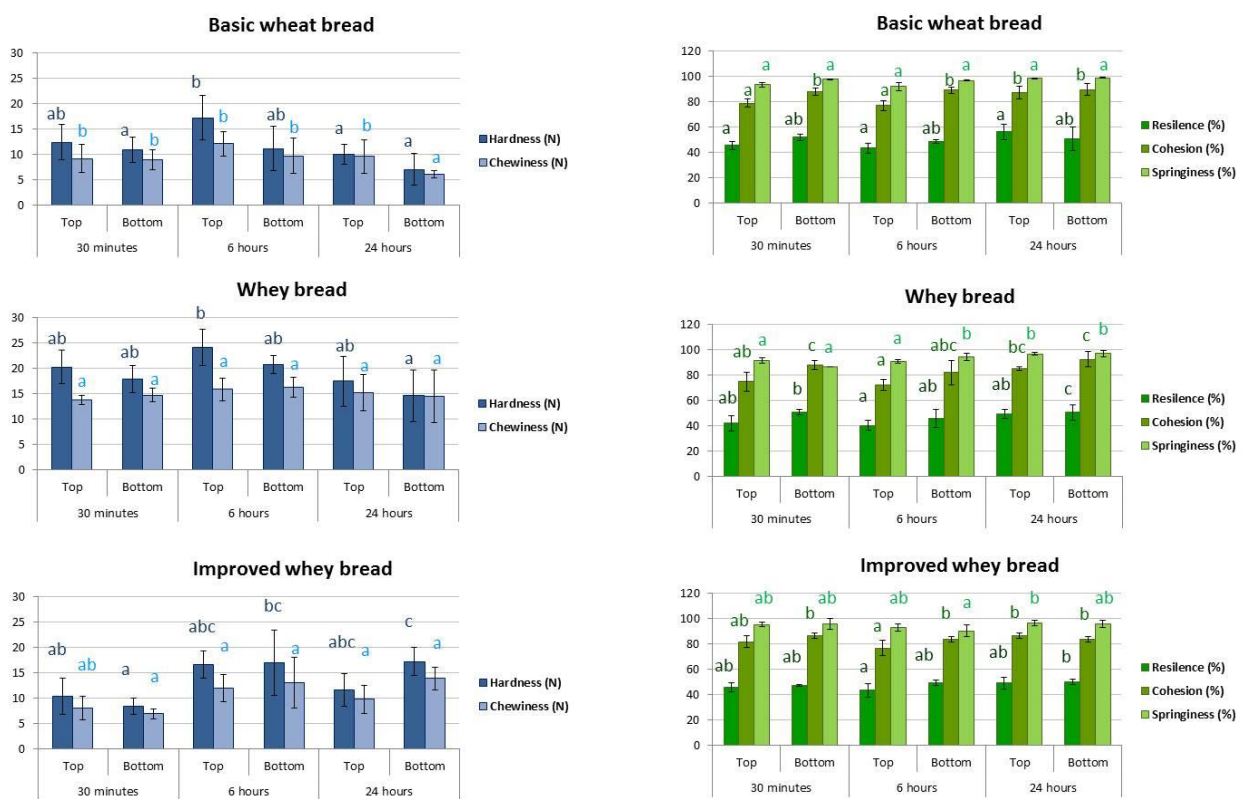 Basic wheat bread
30
25
20
15
10
5
0
ab b a b b b ab b a b a a
Hardness (N)
Chewiness (N)
Top Bottom Top Bottom Top Bottom
30 minutes 6 hours 24 hours
Basic wheat bread
120
100
80
60
40
20
0
a a a ab b a a a a ab b a a b a ab b a
Resilence (%)
Cohesion (%)
Springiness (%)
Top Bottom Top Bottom Top Bottom
30 minutes 6 hours 24 hours
Whey bread
30
25
20
15
10
5
0
ab a ab a b a ab a ab a a a
Hardness (N)
Chewiness (N)
Top Bottom Top Bottom Top Bottom
30 minutes 6 hours 24 hours
Whey bread
120
100
80
60
40
20
0
ab ab a b c a a a a ab abc b ab bc b c c b
Resilence (%)
Cohesion (%)
Springiness (%)
Top Bottom Top Bottom Top Bottom
30 minutes 6 hours 24 hours
Improved whey bread
30
25
20
15
10
5
0
ab ab a a abc a bc a abc a c a
Hardness (N)
Chewiness (N)
Top Bottom Top Bottom Top Bottom
30 minutes 6 hours 24 hours
Improved whey bread
120
100
80
60
40
20
0
ab ab ab ab b ab a a ab ab b a ab b b b b ab
Resilence (%)
Cohesion (%)
Springiness (%)
Top Bottom Top Bottom Top Bottom
30 minutes 6 hours 24 hours